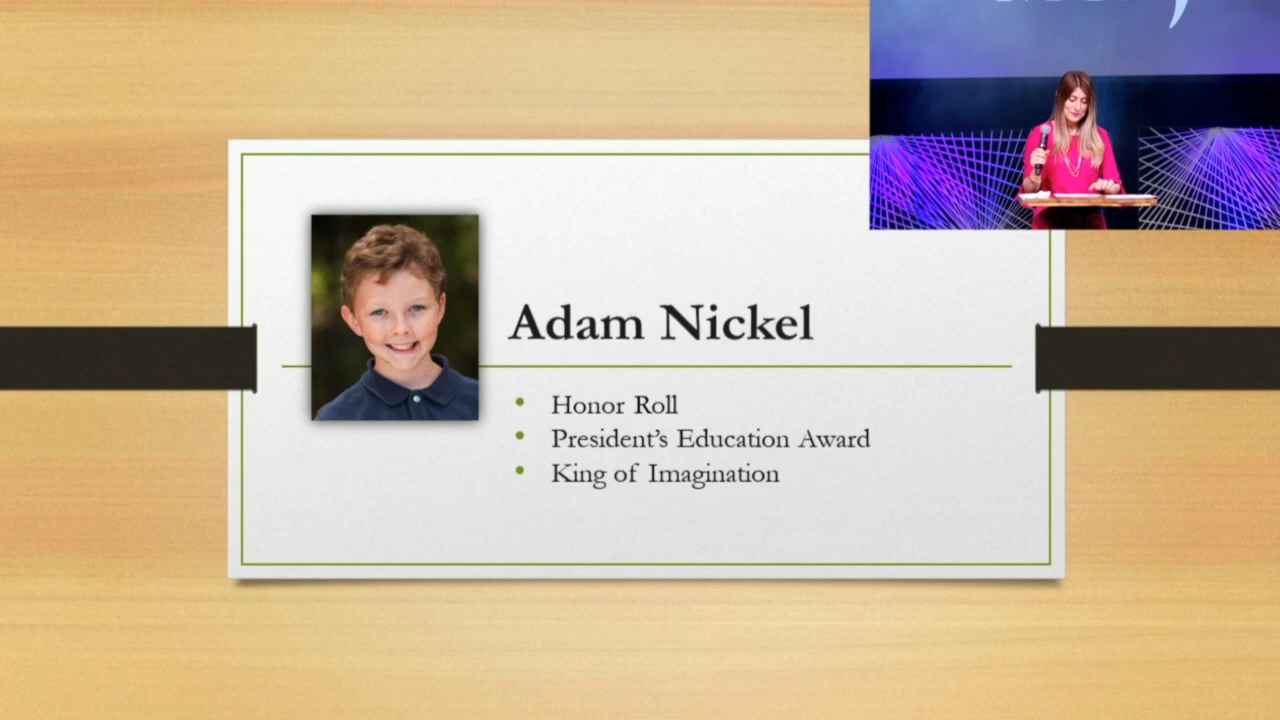 Adam Nickel
Honor Roll
President's Education Award
King of Imagination